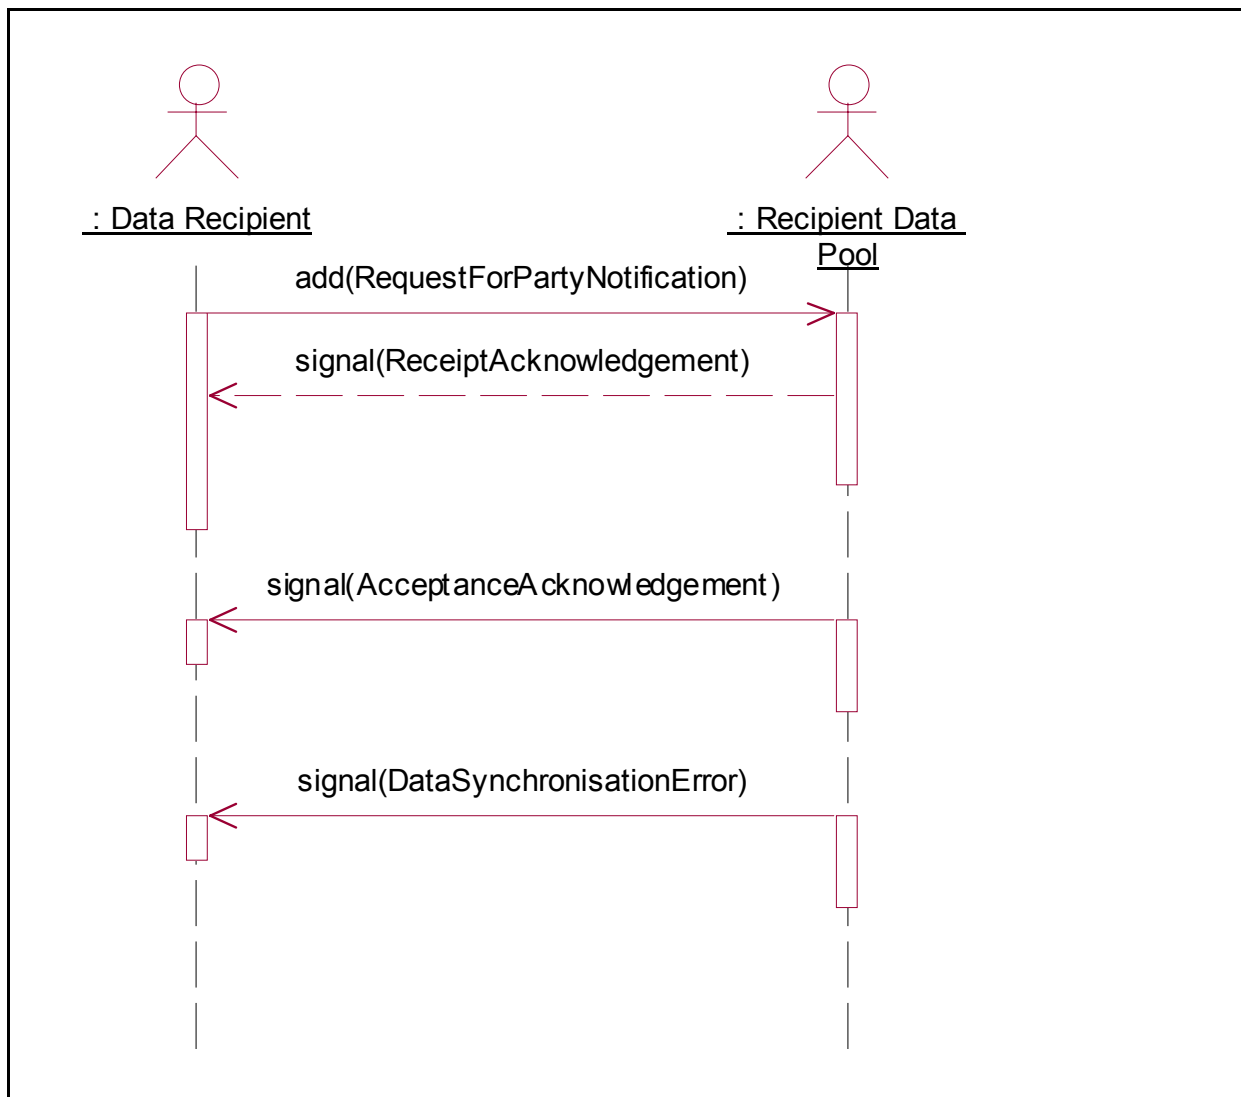 : Data Recipient
: Recipient Data
Pool
add(RequestForPartyNotification)
signal(ReceiptAcknowledgement)
signal(AcceptanceAcknowledgement)
signal(DataSynchronisationError)